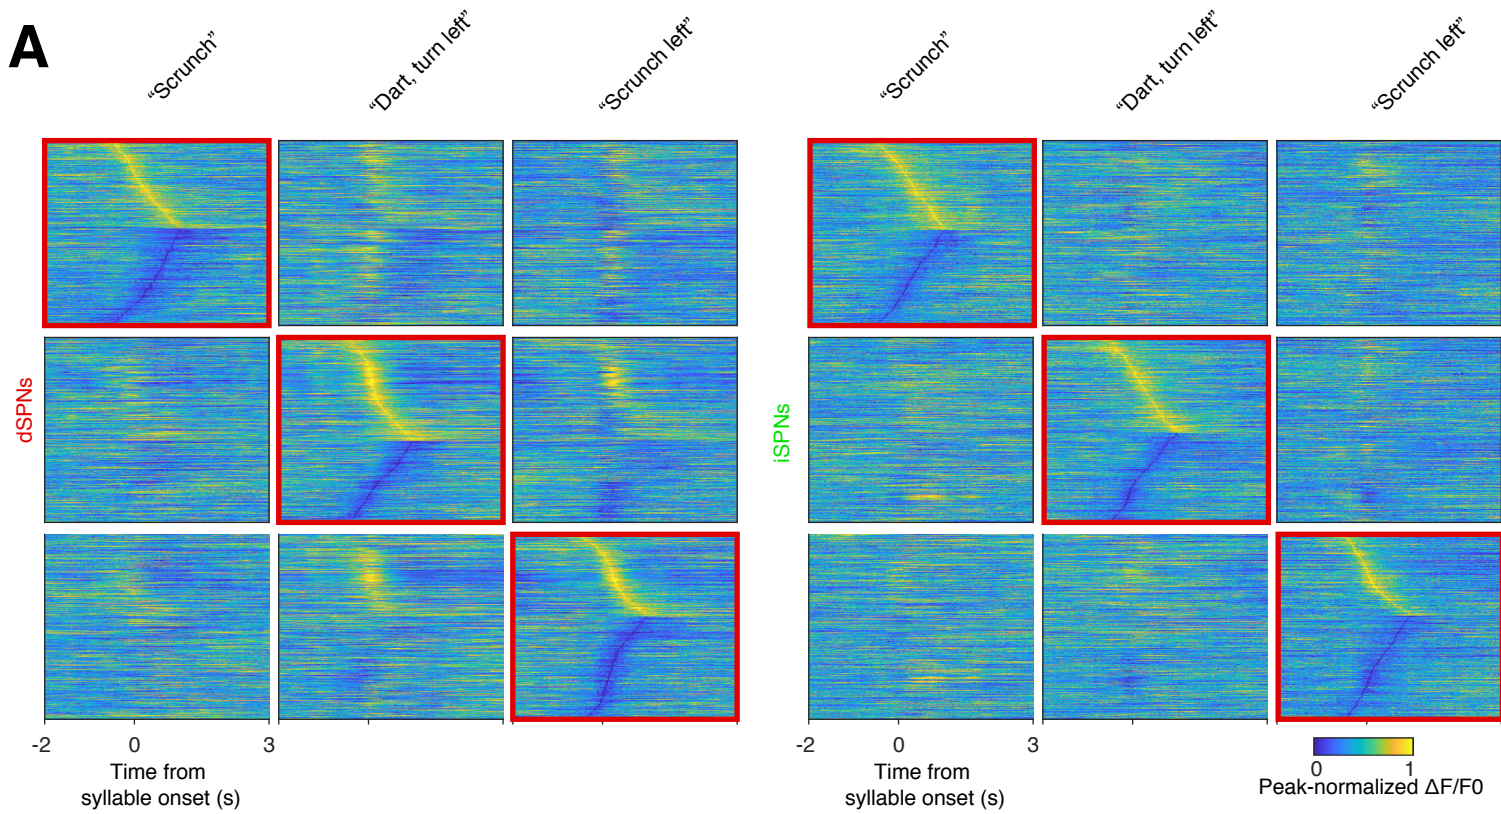 A
“Scrunch”
“Dart, turn left”
“Scrunch left”
“Scrunch”
“Dart, turn left”
“Scrunch left”
dSPNs
iSPNs
-2 0 3
Time from
syllable onset (s)
-2 0 3
Time from
syllable onset (s)
0 1
Peak-normalized ΔF/F0